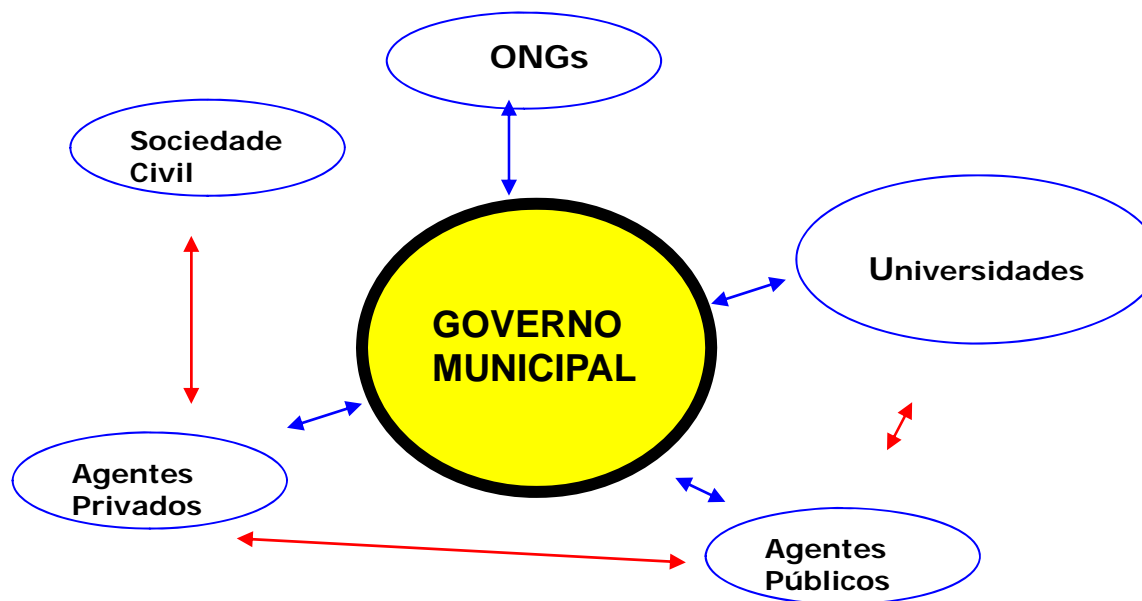 ONGs
Sociedade
Civil
Universidades
GOVERNO
MUNICIPAL
Agentes
Privados
Agentes
Públicos